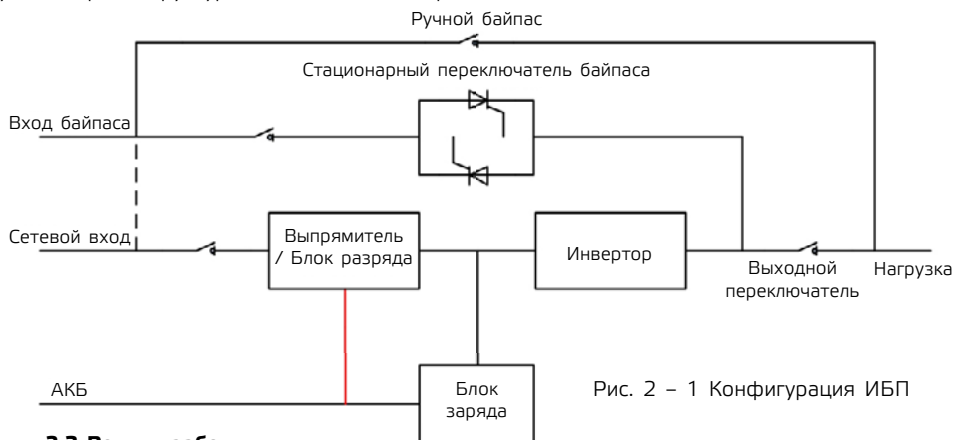 Ручной байпас
Стационарный переключатель байпаса
Вход байпаса
Сетевой вход
Выпрямитель
/ Блок разряда
Инвертор
Выходной
переключатель
Нагрузка
АКБ
Блок
заряда
Рис. 2 – 1 Конфигурация ИБП